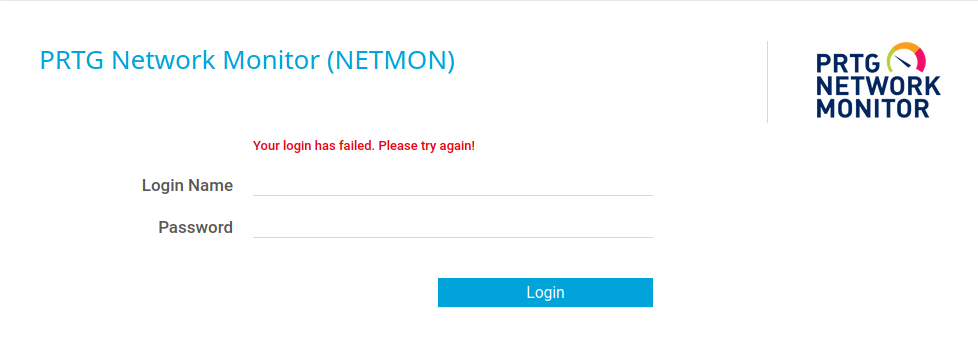 PRTG Network Monitor (NETMON)
PRTG
NETWORK
MONITOR
Your login has failed. Please try again!
Login Name
Password
Login